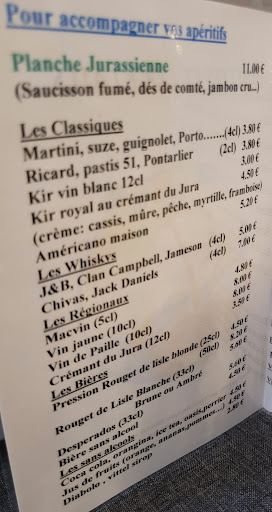 Pour accompagner vos apéritifs
Planche Jurassienne 11.00 €
(Saucisson fumé, dés de comté, jambon cru...)
Les Classiques
Martini, suze, guignolet, Porto.......(4cl) 3.80 €
Ricard, pastis 51, Pontarlier (2cl) 3.80 €
Kir vin blanc 12cl 3.00 €
Kir royal au crémant du Jura 4.50 €
(crème: cassis, mûre, pêche, myrtille, framboise)
Américano maison 5.20 €
Les Whiskys
J&B, Clan Campbell, Jameson (4cl) 5.00 €
Chivas, Jack Daniels (4cl) 7.00 €
Les Régionaux
Macvin (5cl) 4.80 €
Vin jaune (10cl) 8.00 €
Vin de Paille (10cl) 8.00 €
Crémant du Jura (12cl) 3.50 €
Les Bières
Pression Rouget de lisle blonde (25cl) 4.50 €
(50cl) 8.20 €
Rouget de Lisle Blanche (33cl) 5.60 €
Brune ou Ambré
Desperados (33cl)
Bière sans alcool
Les sans alcools
Coca cola, orangina, ice tea, oasis, perrier
Jus de fruits (orange, ananas, pommes...)
Diabolo , vittel sirop 2.80 €